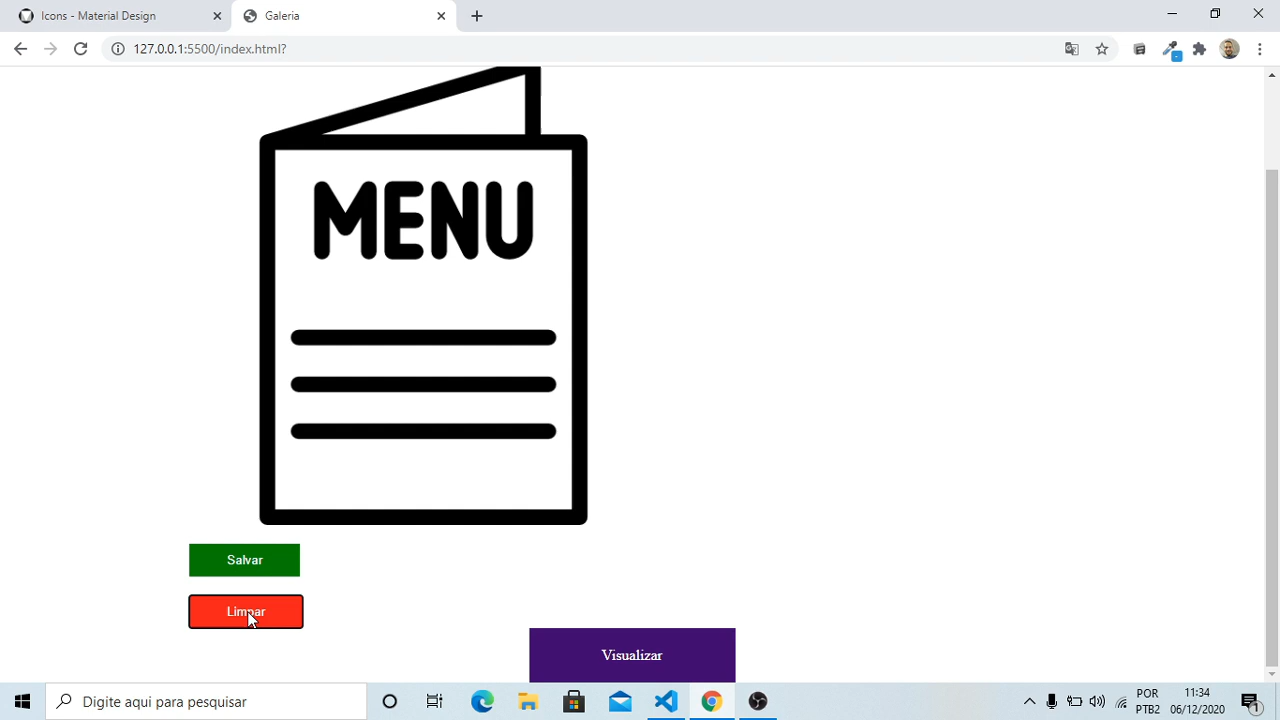 Icons - Material Design
Galeria
127.0.0.1:5500/index.html?
MENU
Salvar
Limpar
Visualizar
Digite aqui para pesquisar
POR
PTB2
11:34
06/12/2020
1